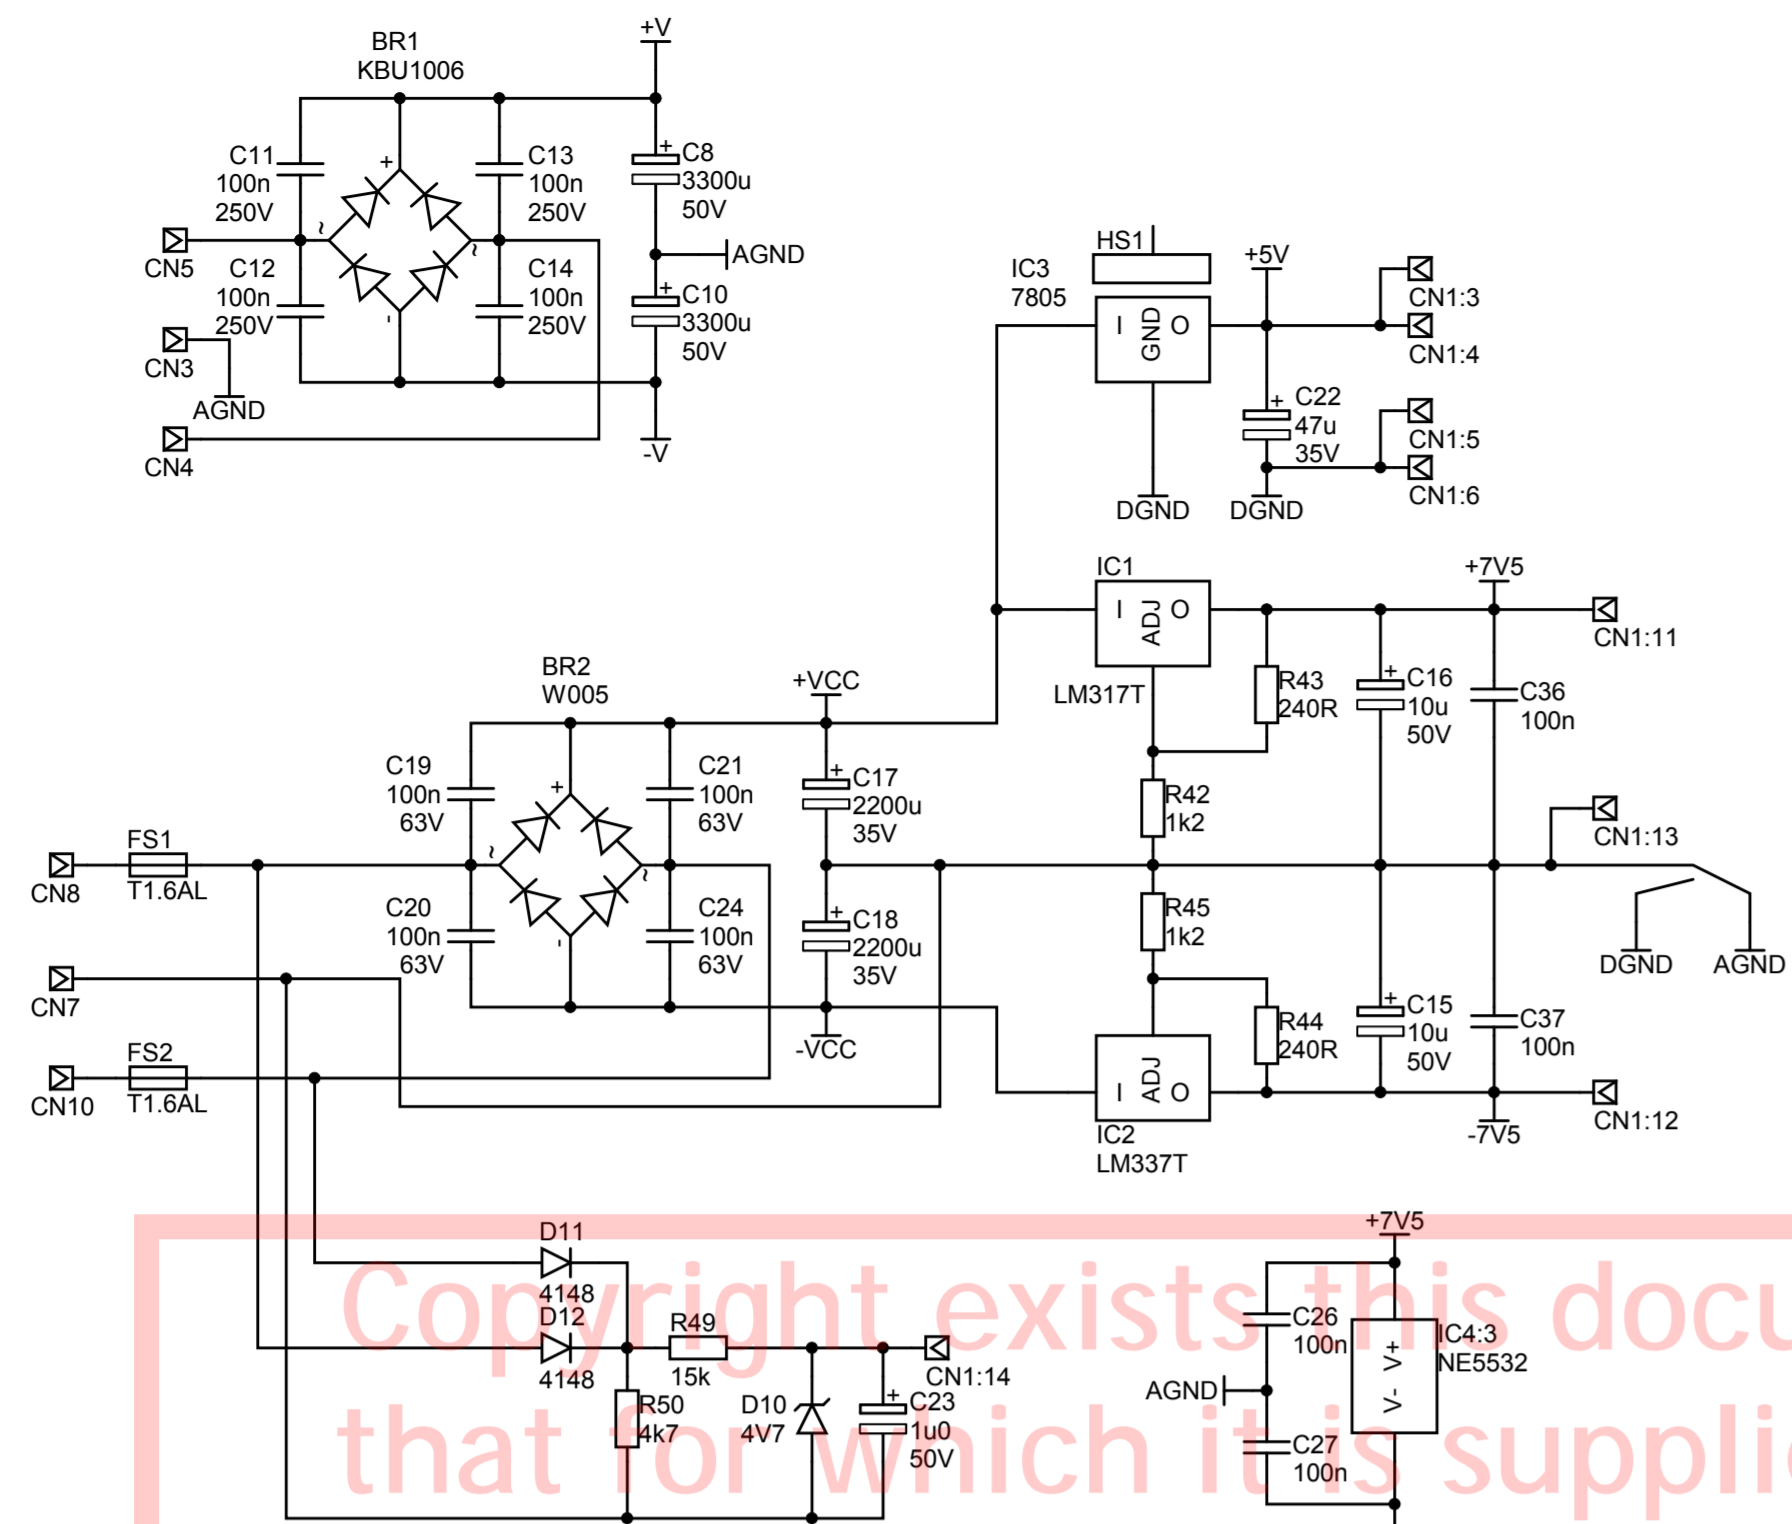 +V
BR1
KBU1006
C11
100n
250V
+
C13
100n
250V
+
C8
3300u
50V
~
~
CN5
AGND
C12
100n
250V
-
C14
100n
250V
+
C10
3300u
50V
CN3
AGND
CN4
-V
HS1
IC3
7805
I
GND
O
+5V
CN1:3
CN1:4
+
C22
47u
35V
CN1:5
CN1:6
DGND
DGND
IC1
I
ADJ
O
LM317T
+7V5
CN1:11
R43
240R
+
C16
10u
50V
C36
100n
BR2
W005
+VCC
C19
100n
63V
+
C21
100n
63V
+
C17
2200u
35V
R42
1k2
CN1:13
FS1
T1.6AL
CN8
~
~
C20
100n
63V
-
C24
100n
63V
+
C18
2200u
35V
R45
1k2
DGND
AGND
CN7
-VCC
R44
240R
+
C15
10u
50V
C37
100n
FS2
T1.6AL
CN10
I
ADJ
O
IC2
LM337T
-7V5
CN1:12
D11
4148
D12
4148
R49
15k
CN1:14
R50
4k7
D10
4V7
+
C23
1u0
50V
+7V5
C26
100n
IC4:3
NE5532
V+
V-
AGND
C27
100n
Copyright exists this docu
that for which it is supplie